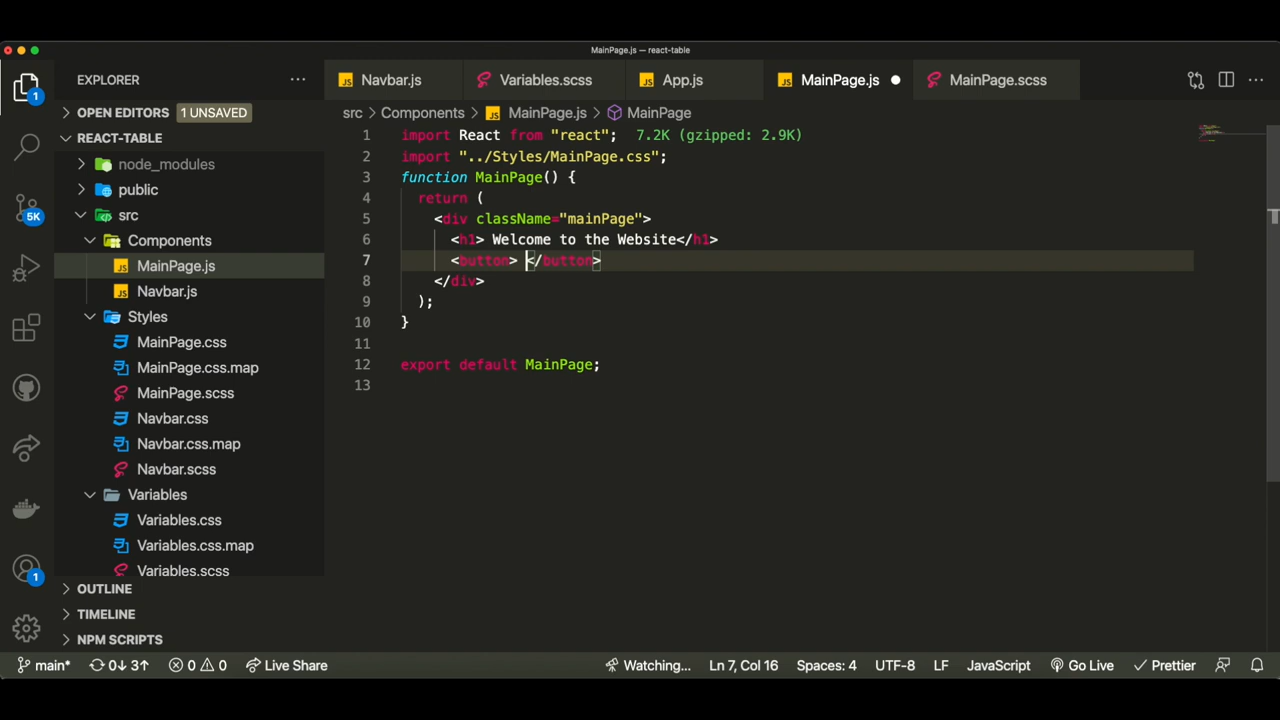 MainPage.js — react-table
EXPLORER
Navbar.js
Variables.scss
App.js
MainPage.js
MainPage.scss
OPEN EDITORS 1 UNSAVED
REACT-TABLE
node_modules
public
src
Components
MainPage.js
Navbar.js
Styles
MainPage.css
MainPage.css.map
MainPage.scss
Navbar.css
Navbar.css.map
Navbar.scss
Variables
Variables.css
Variables.css.map
Variables.scss
OUTLINE
TIMELINE
NPM SCRIPTS
1
5K
1
src > Components > MainPage.js > MainPage
1 import React from "react"; 7.2K (gzipped: 2.9K)
2 import "../Styles/MainPage.css";
3 function MainPage() {
4 return (
5 <div className="mainPage">
6 <h1> Welcome to the Website</h1>
7 <button> </button>
8 </div>
9 );
10 }
11
12 export default MainPage;
13
main* 0↓ 3↑ 0 0 Live Share Watching... Ln 7, Col 16 Spaces: 4 UTF-8 LF JavaScript Go Live Prettier